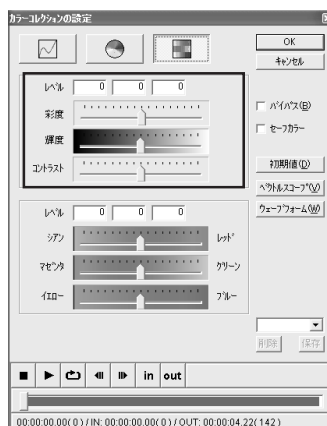 カラーコレクションの設定
OK
キャンセル
レベル 0 0 0
彩度
輝度
コントラスト
バイパス(B)
セーフカラー
初期値(D)
ベクトルスコープ(V)
ウェーブフォーム(W)
レベル 0 0 0
シアン レッド
マゼンタ グリーン
イエロー ブルー
削除 保存
in out
00:00:00.00( 0 ) / IN: 00:00:00.00( 0 ) / OUT: 00:00:04.22( 142 )